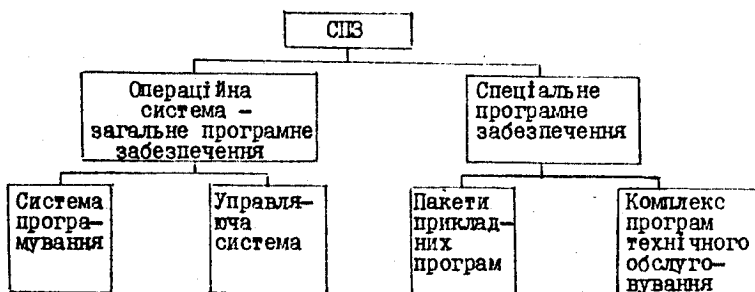 СПЗ
Операційна
система –
загальне програмне
забезпечення
Спеціальне
програмне
забезпечення
Система
програ-
мування
Управля-
юча
система
Пакети
приклад-
них
програм
Комплекс
програм
технічного
обслуго-
вування